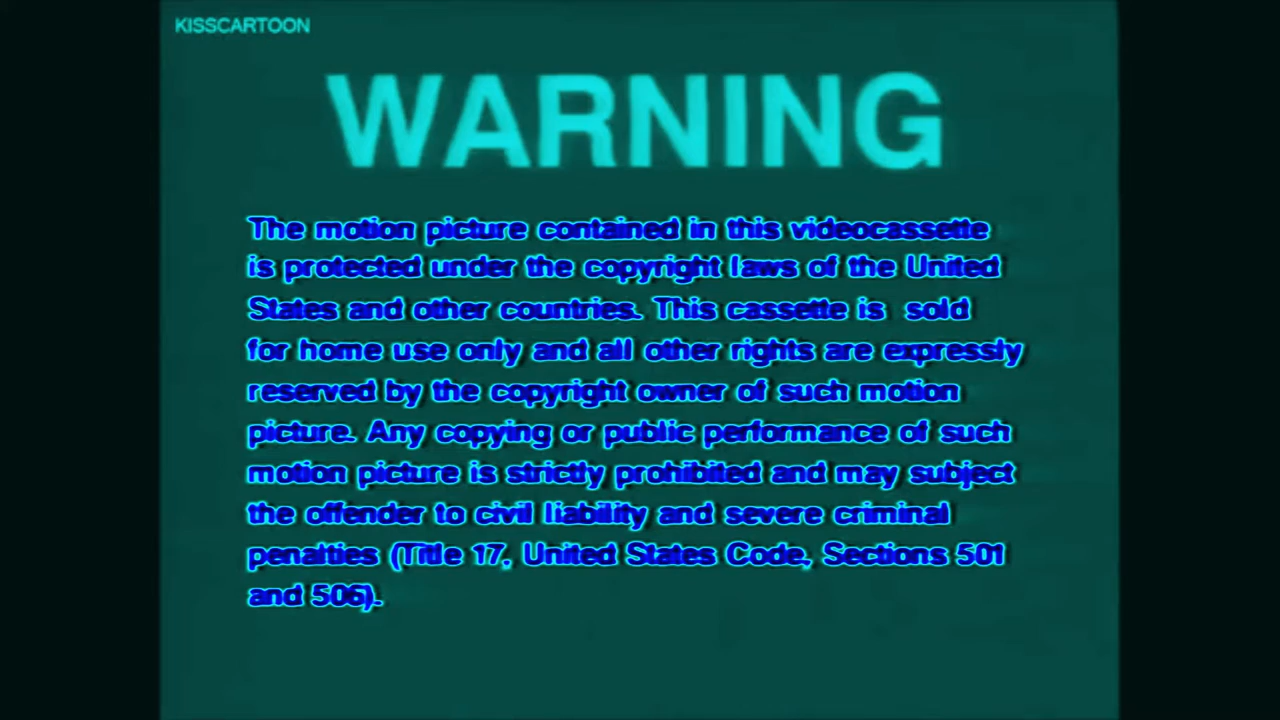 KISSCARTOON
WARNING
The motion picture contained in this videocassette
is protected under the copyright laws of the United
States and other countries. This cassette is sold
for home use only and all other rights are expressly
reserved by the copyright owner of such motion
picture. Any copying or public performance of such
motion picture is strictly prohibited and may subject
the offender to civil liability and severe criminal
penalties (Title 17, United States Code, Sections 501
and 506).